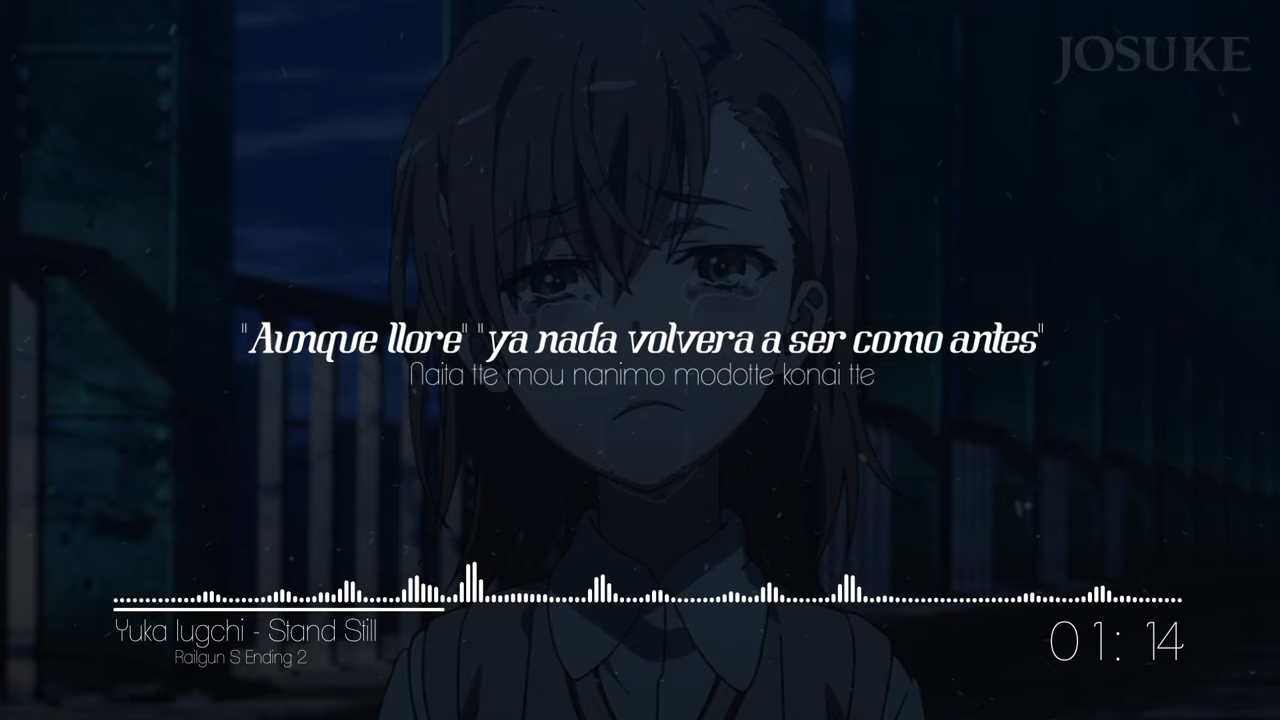 JOSUKE
"Aunque llore" "ya nada volvera a ser como antes"
Naita tte mou nanimo modotte konai tte
Yuka Iugchi - Stand Still
Railgun S Ending 2
01: 14